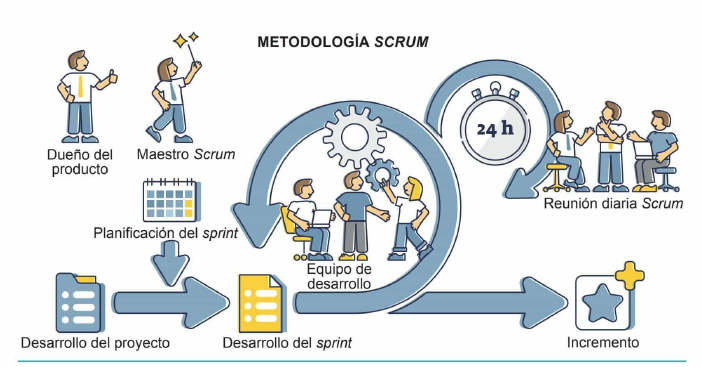 METODOLOGÍA SCRUM
24 h
Dueño del
producto
Maestro Scrum
Reunión diaria Scrum
Planificación del sprint
Equipo de
desarrollo
Desarrollo del proyecto
Desarrollo del sprint
Incremento